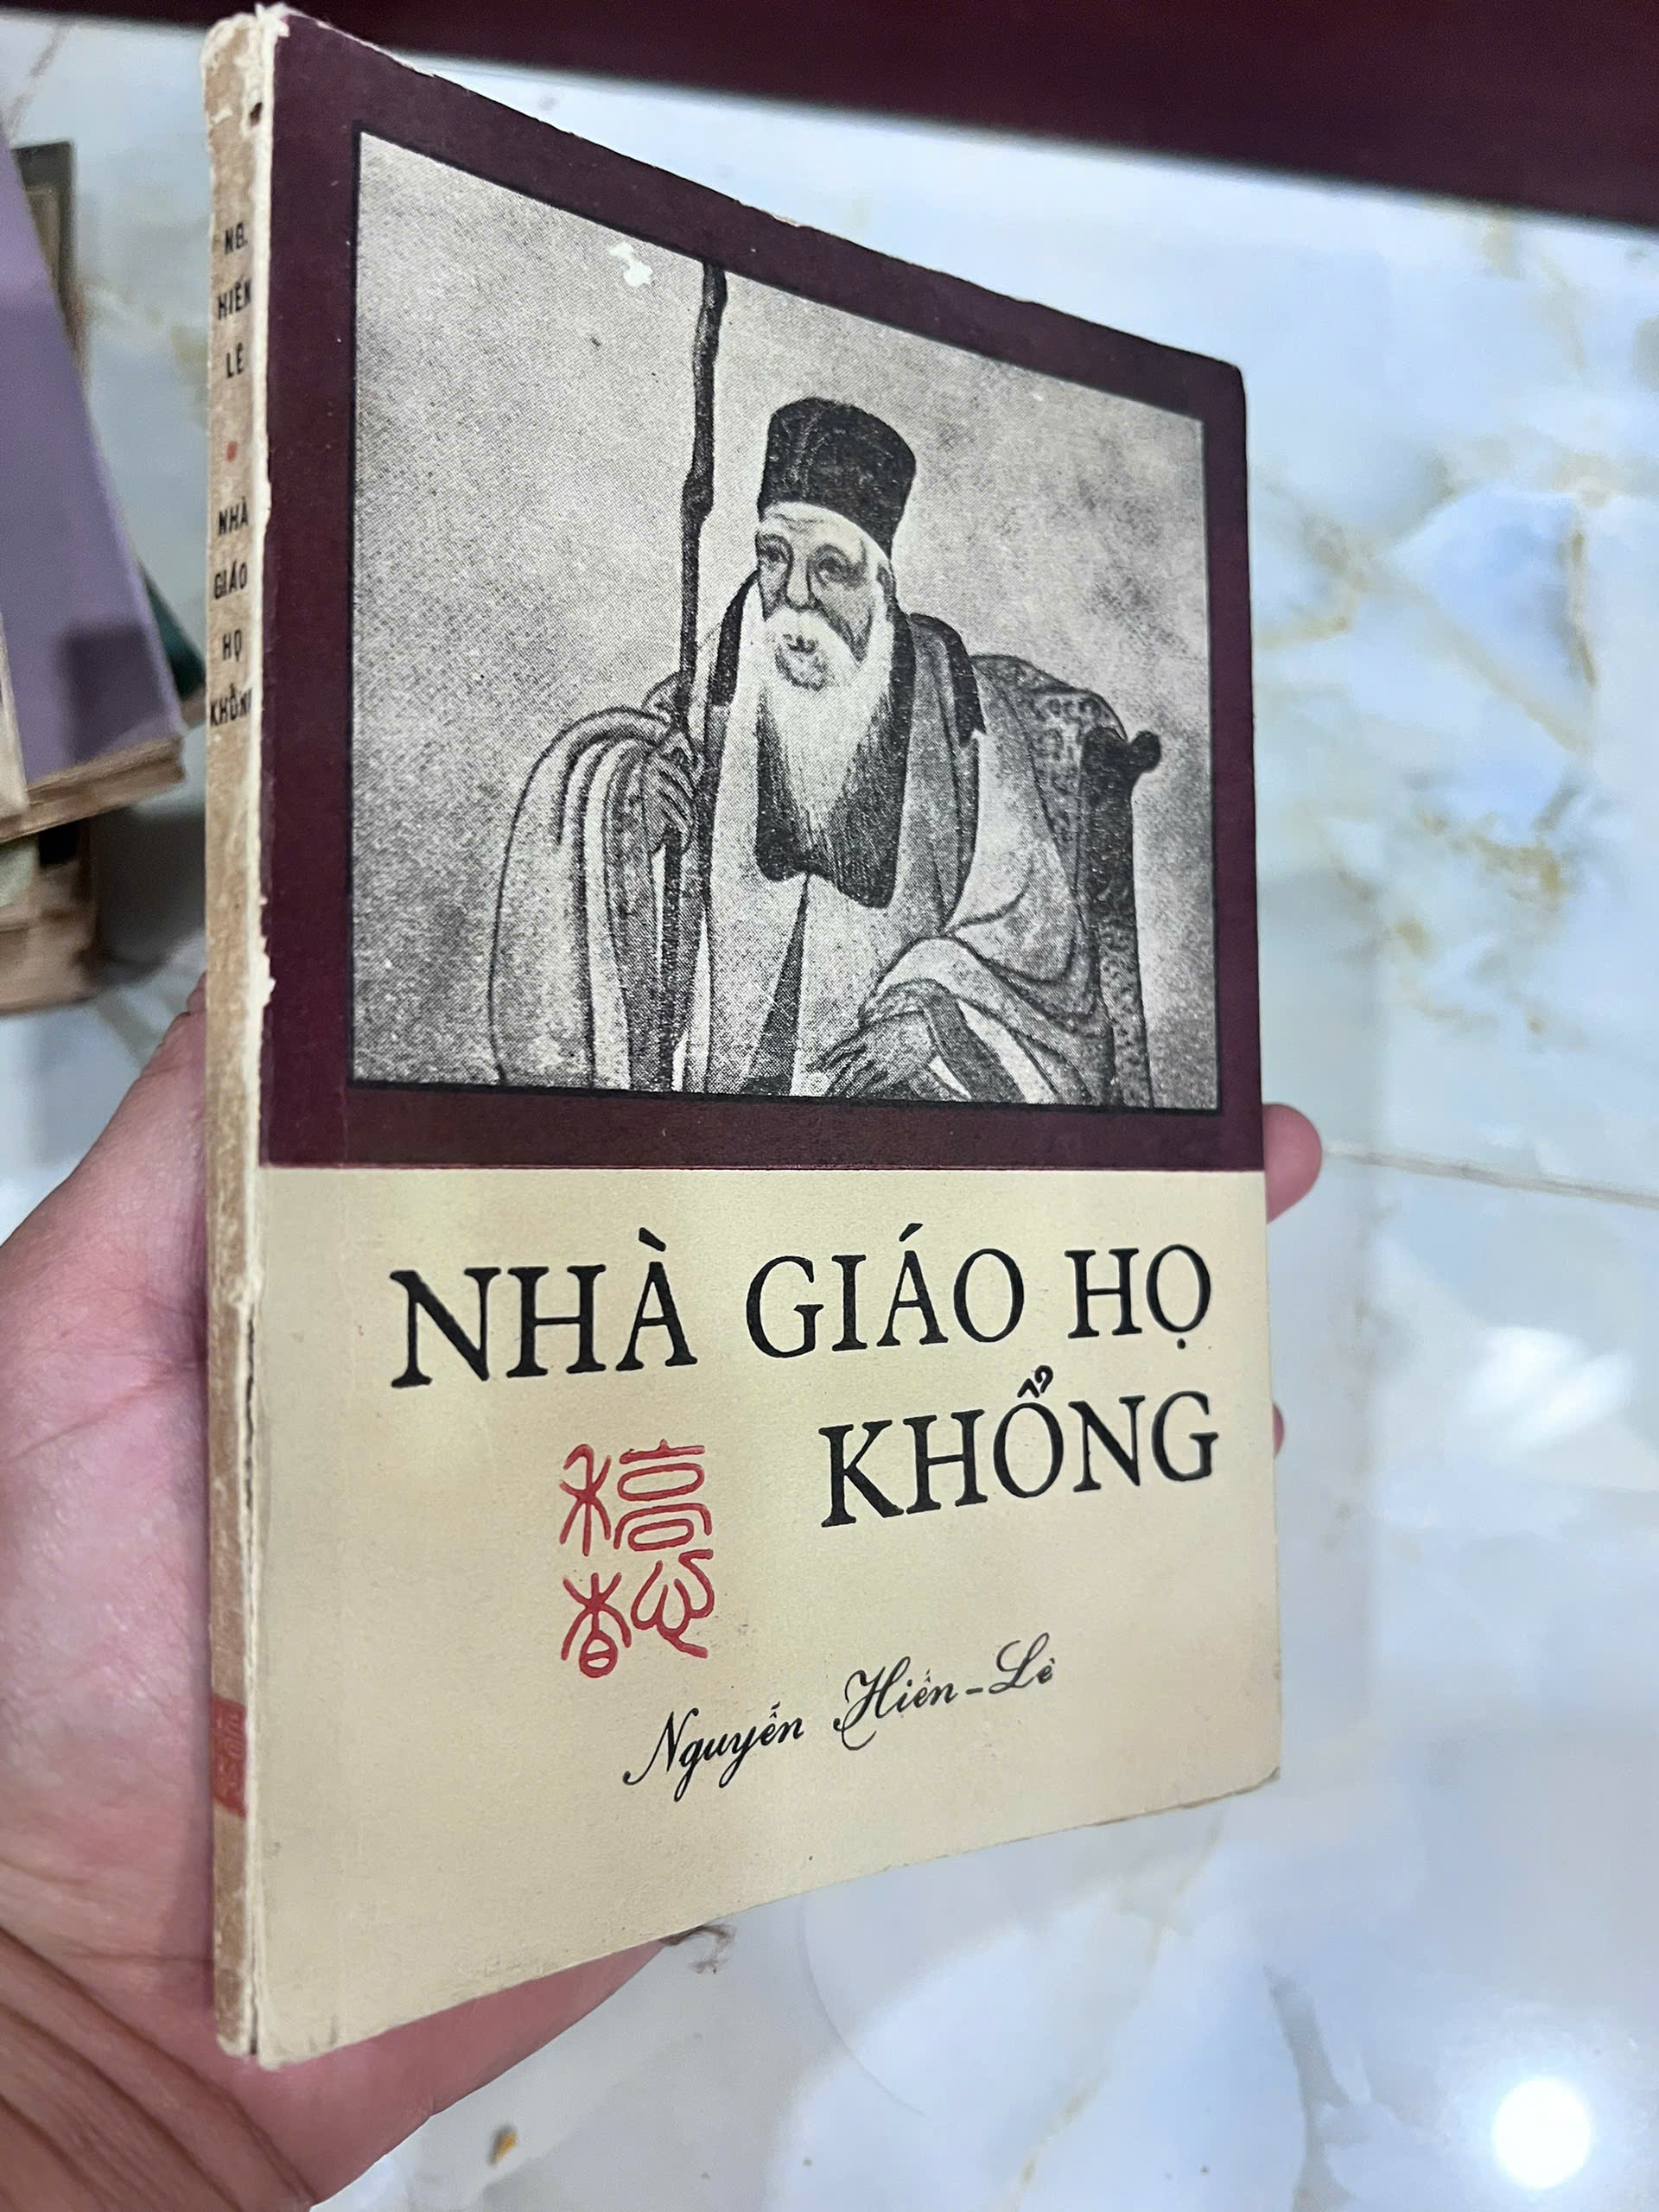 NG. HIẾN LÊ • NHÀ GIÁO HỌ KHỔNG
NHÀ GIÁO HỌ
KHỔNG
Nguyễn Hiến-Lê